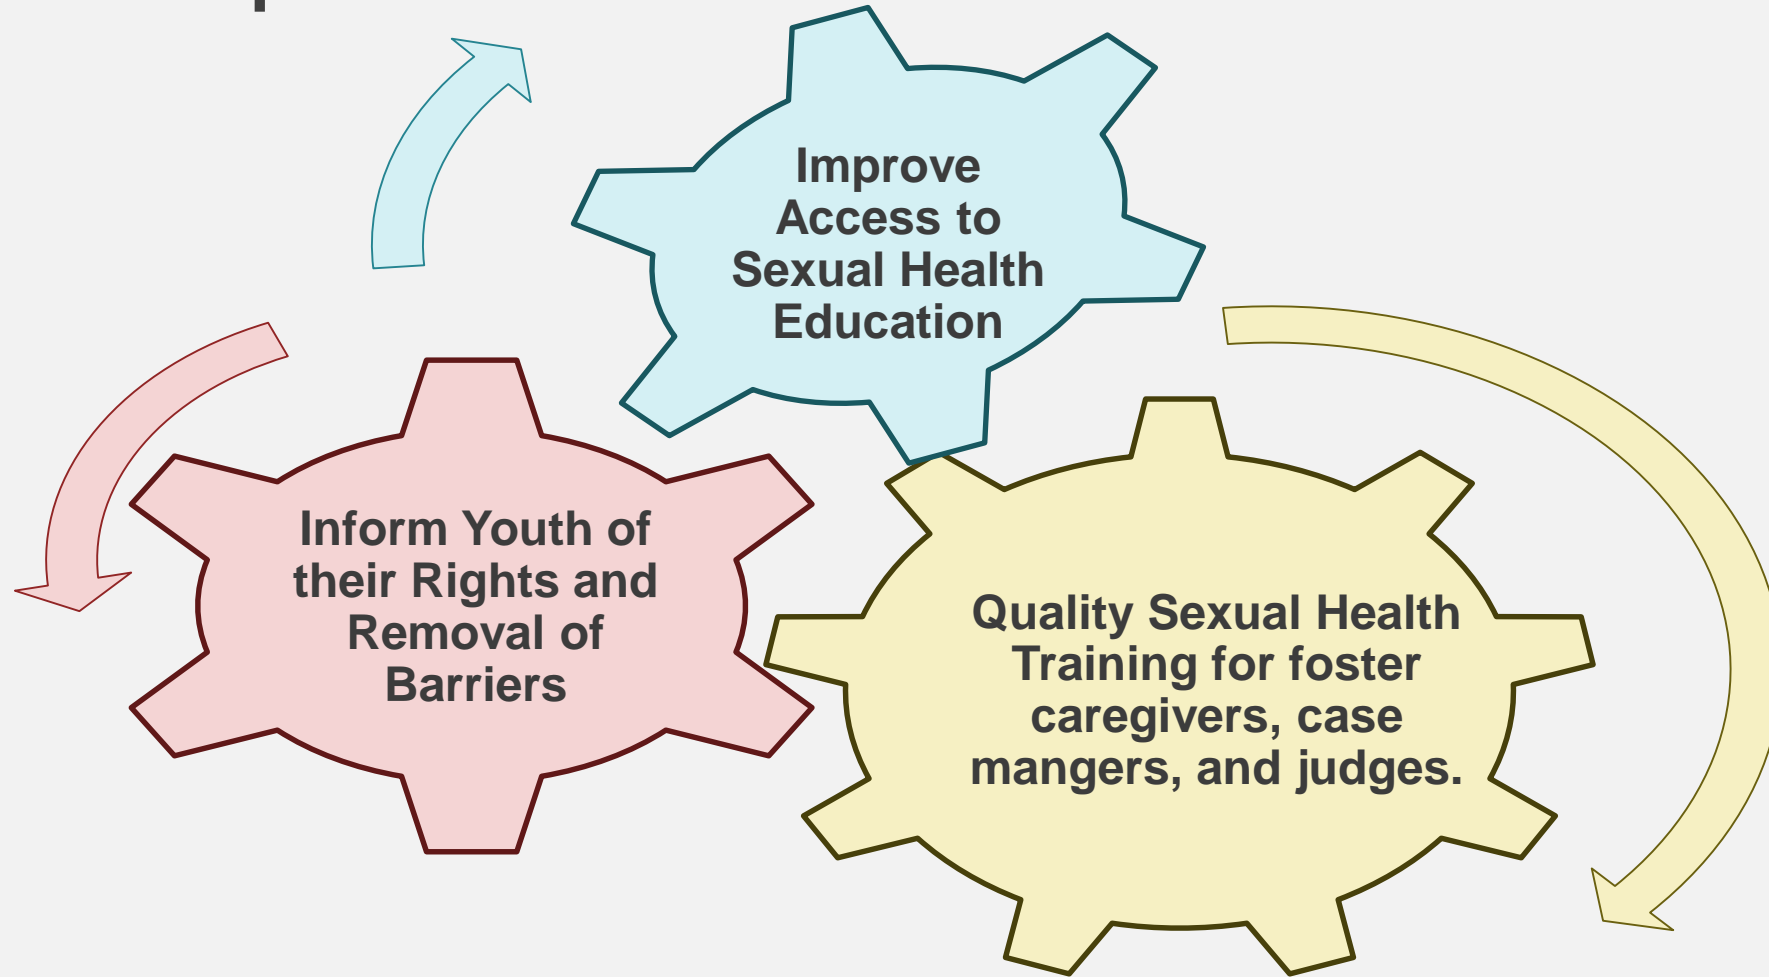 Improve
Access to
Sexual Health
Education
Inform Youth of
their Rights and
Removal of
Barriers
Quality Sexual Health
Training for foster
caregivers, case
mangers, and judges.